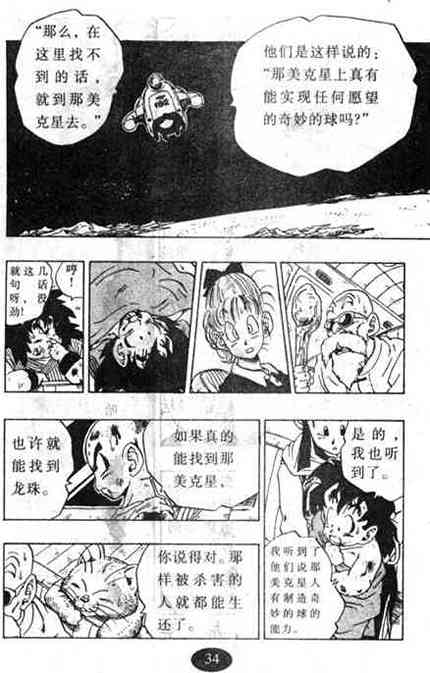 他们是这样说的：
“那美克星上真有
能实现任何愿望
的奇妙的球吗？”
“那么，在
这里找不
到的话，
就到那美
克星去。”
哼！
就这几
句话
呀，没
劲！
是的，
我也听
到了。
我听到了
他们说那
美克星人
有制造奇
妙的球的
能力。
如果真的
能找到那
美克星、
也许就
能找到
龙珠。
你说得对。那
样被杀害的
人就都能生
还了。
34